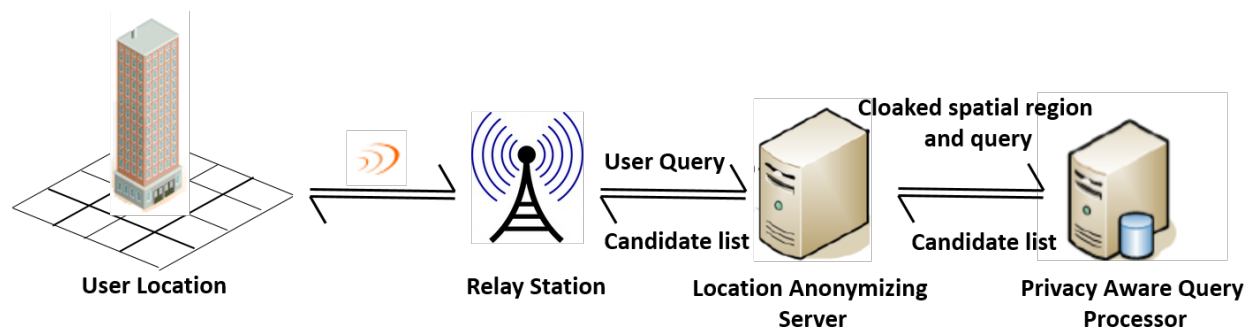 Cloaked spatial region
and query
User Query
Candidate list
Candidate list
User Location
Relay Station
Location Anonymizing
Server
Privacy Aware Query
Processor